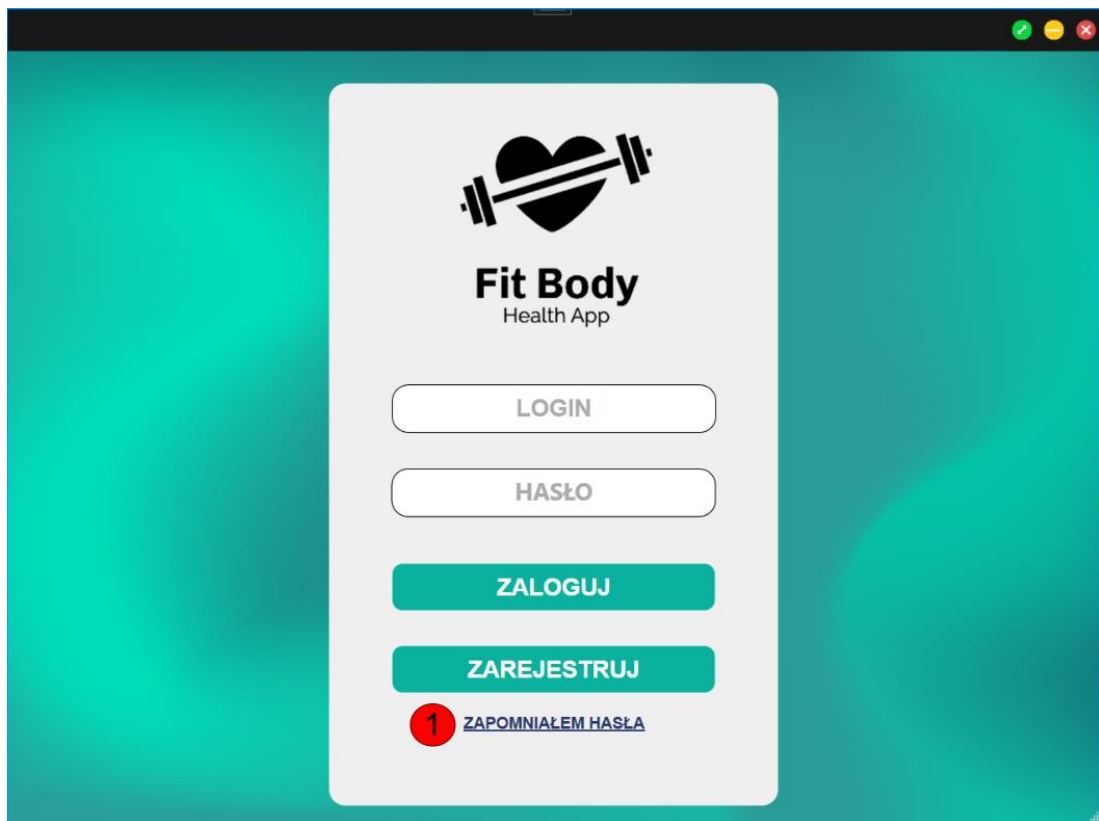 Fit Body
Health App
LOGIN
HASŁO
ZALOGUJ
ZAREJESTRUJ
1 ZAPOMNIAŁEM HASŁA